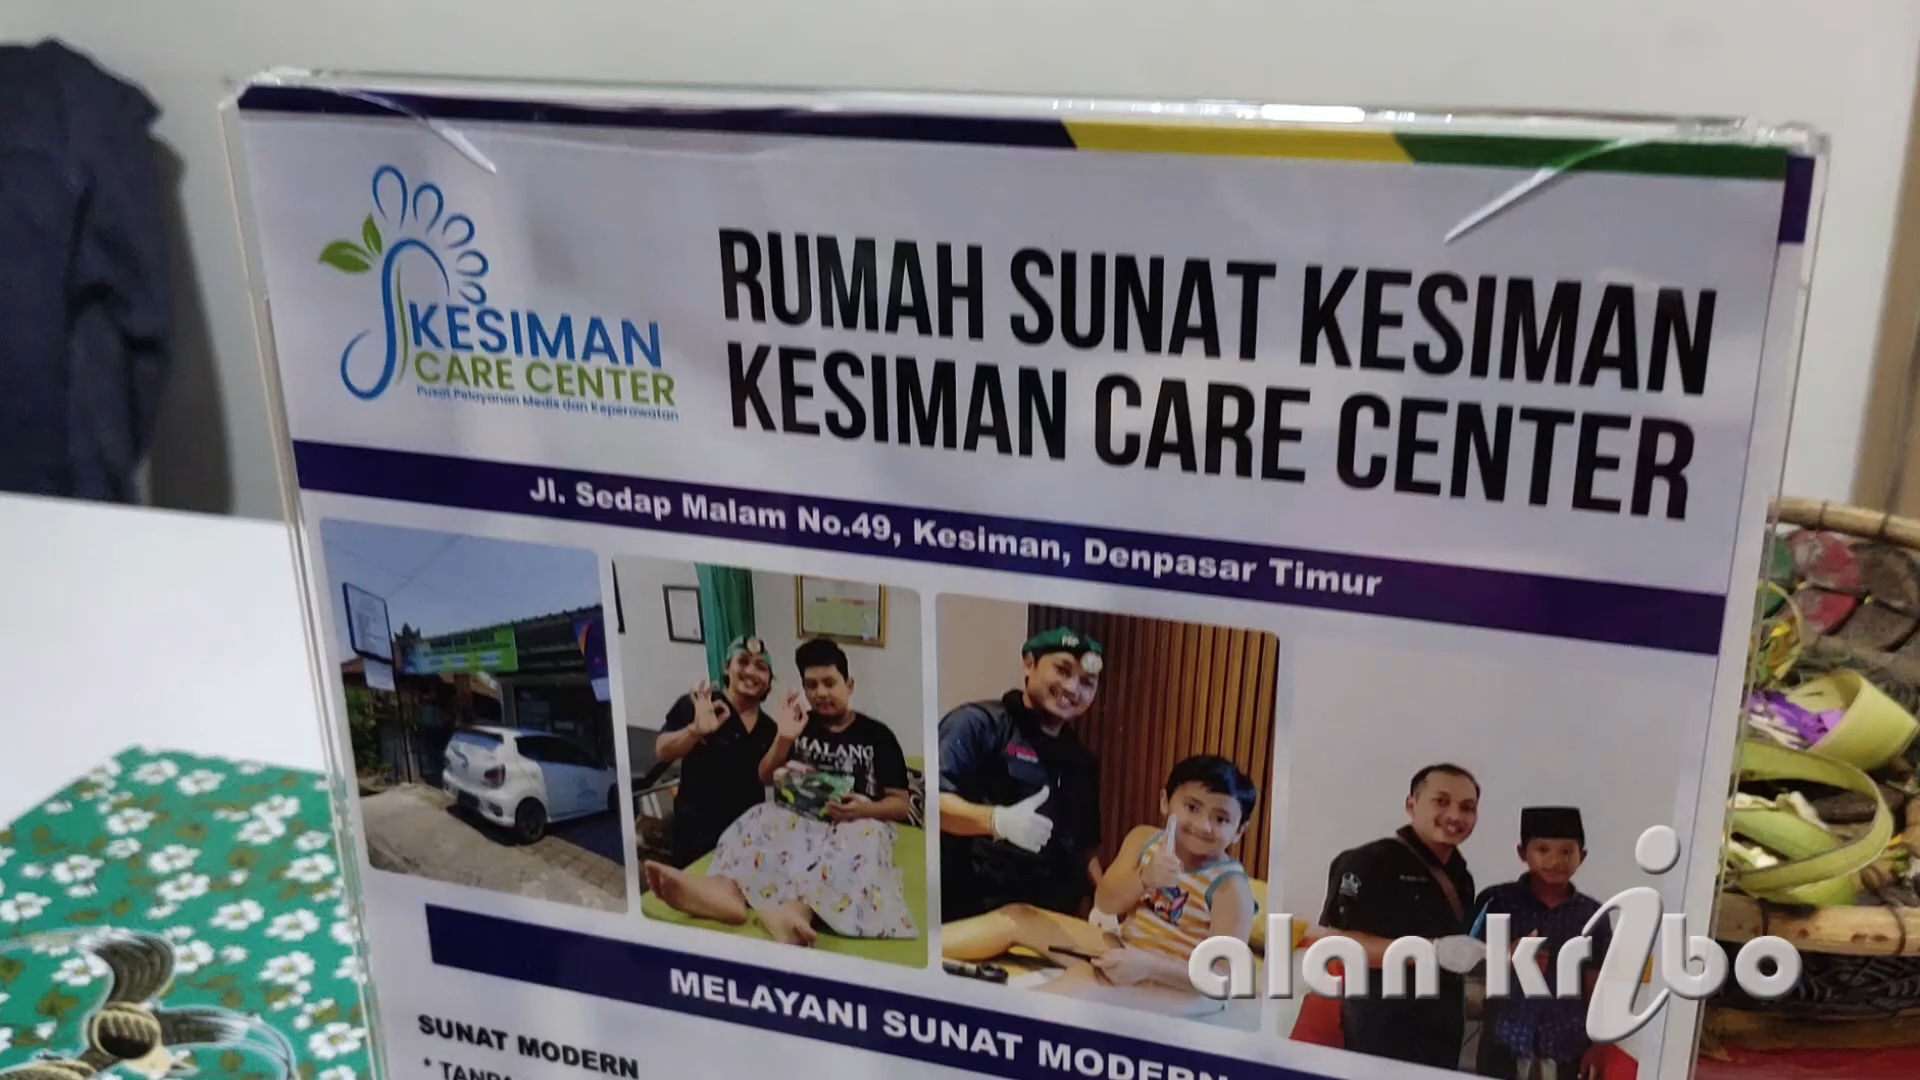 KESIMAN
CARE CENTER
Pusat Pelayanan Medis dan Keperawatan
RUMAH SUNAT KESIMAN
KESIMAN CARE CENTER
Jl. Sedap Malam No.49, Kesiman, Denpasar Timur
MALANG
alan kribo
MELAYANI SUNAT MODERN
SUNAT MODERN